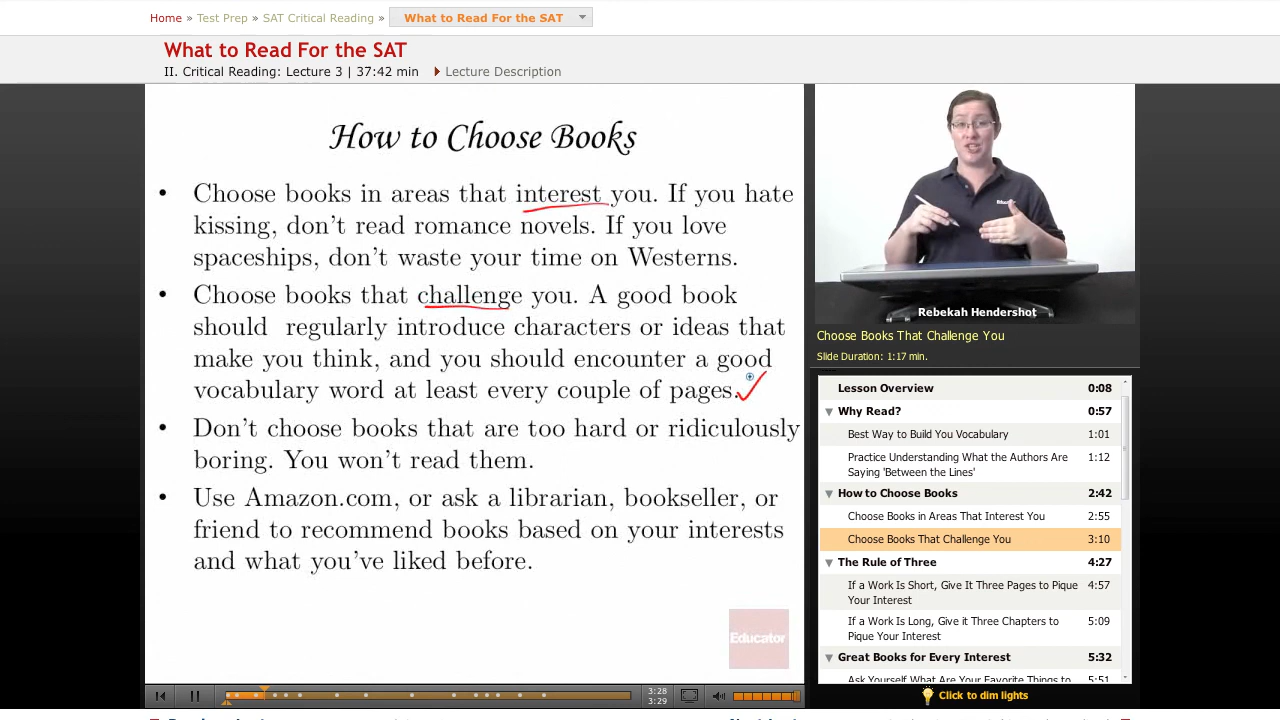 Home » Test Prep » SAT Critical Reading » What to Read For the SAT
What to Read For the SAT
II. Critical Reading: Lecture 3 | 37:42 min Lecture Description
How to Choose Books
• Choose books in areas that interest you. If you hate
kissing, don't read romance novels. If you love
spaceships, don't waste your time on Westerns.
• Choose books that challenge you. A good book
should regularly introduce characters or ideas that
make you think, and you should encounter a good
vocabulary word at least every couple of pages.
• Don't choose books that are too hard or ridiculously
boring. You won't read them.
• Use Amazon.com, or ask a librarian, bookseller, or
friend to recommend books based on your interests
and what you've liked before.
Educator
3:28
3:29
Educator
Rebekah Hendershot
Choose Books That Challenge You
Slide Duration: 1:17 min.
Lesson Overview 0:08
Why Read? 0:57
Best Way to Build You Vocabulary 1:01
Practice Understanding What the Authors Are 1:12
Saying 'Between the Lines'
How to Choose Books 2:42
Choose Books in Areas That Interest You 2:55
Choose Books That Challenge You 3:10
The Rule of Three 4:27
If a Work Is Short, Give It Three Pages to Pique 4:57
Your Interest
If a Work Is Long, Give it Three Chapters to 5:09
Pique Your Interest
Great Books for Every Interest 5:32
Ask Yourself What Are Your Favorite Things to 5:51
Click to dim lights